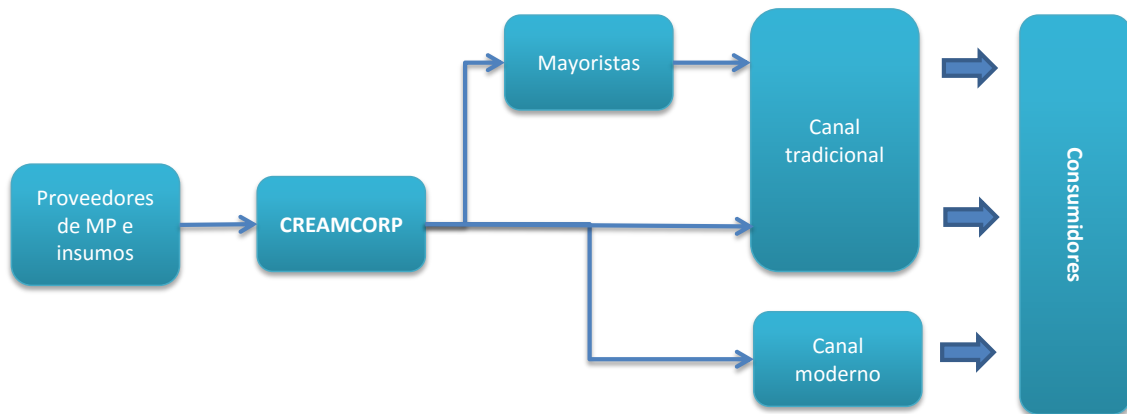 Proveedores
de MP e
insumos
CREAMCORP
Mayoristas
Canal
tradicional
Canal
moderno
Consumidores